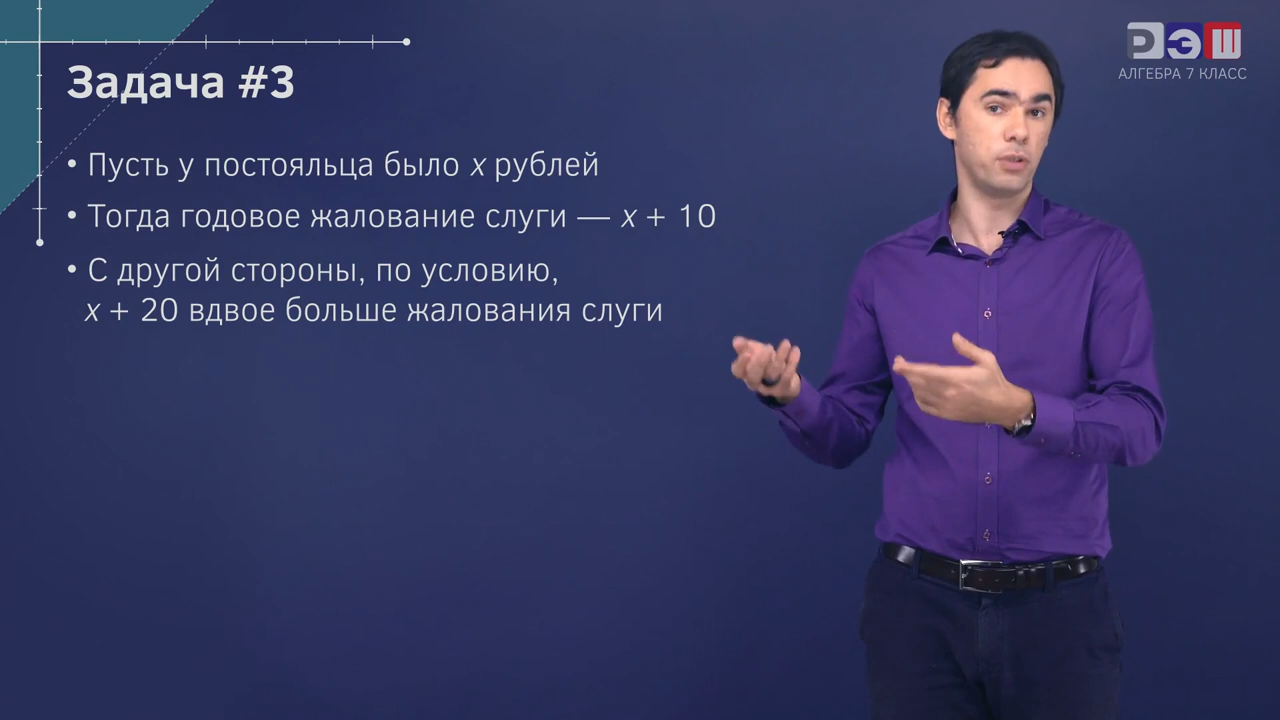 РЭШ
АЛГЕБРА 7 КЛАСС
Задача #3
• Пусть у постояльца было x рублей
• Тогда годовое жалование слуги — x + 10
• С другой стороны, по условию,
x + 20 вдвое больше жалования слуги